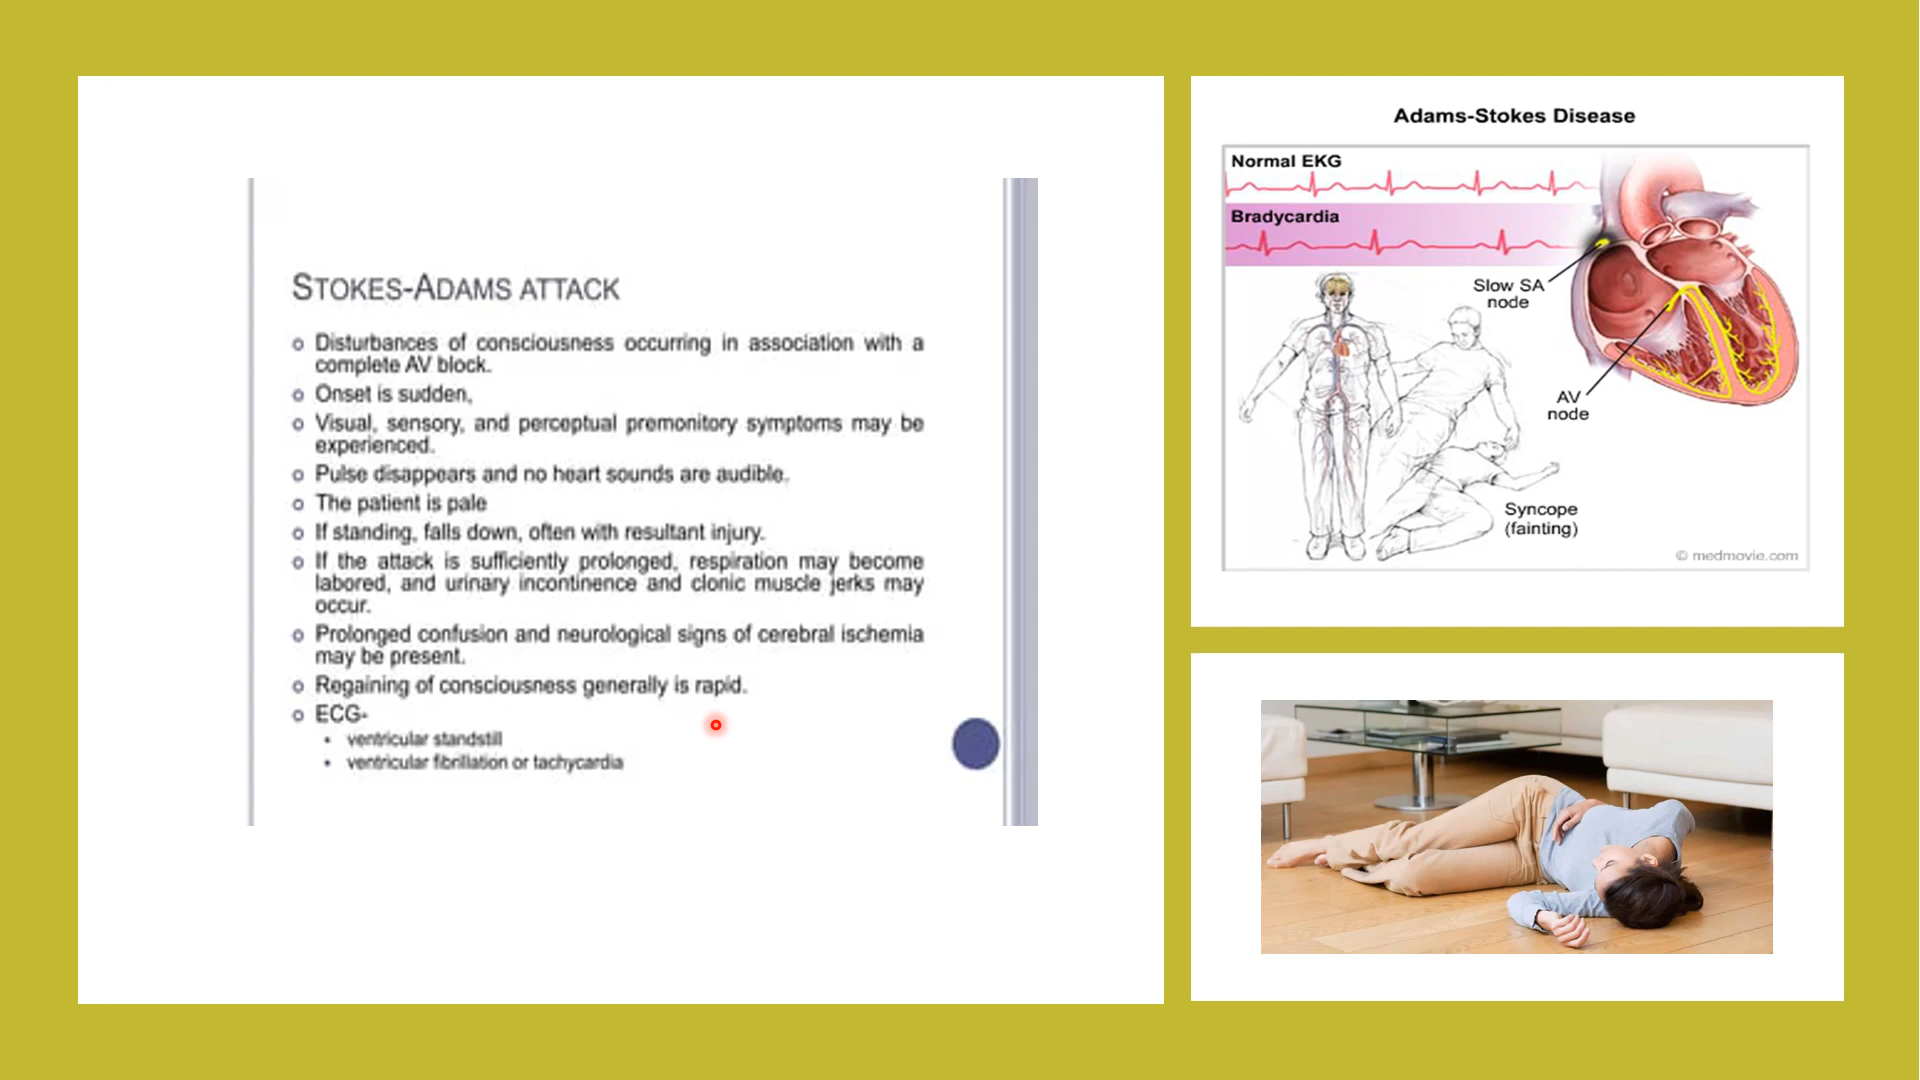 STOKES-ADAMS ATTACK
Disturbances of consciousness occurring in association with a
complete AV block.
Onset is sudden,
Visual, sensory, and perceptual premonitory symptoms may be
experienced.
Pulse disappears and no heart sounds are audible.
The patient is pale
If standing, falls down, often with resultant injury.
If the attack is sufficiently prolonged, respiration may become
labored, and urinary incontinence and clonic muscle jerks may
occur.
Prolonged confusion and neurological signs of cerebral ischemia
may be present.
Regaining of consciousness generally is rapid.
ECG-
ventricular standstill
ventricular fibrillation or tachycardia
Adams-Stokes Disease
Normal EKG
Bradycardia
Slow SA
node
AV
node
Syncope
(fainting)
© medmovie.com